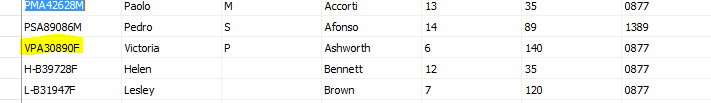 PMA42628M Paolo M Accorti 13 35 0877
PSA89086M Pedro S Afonso 14 89 1389
VPA30890F Victoria P Ashworth 6 140 0877
H-B39728F Helen Bennett 12 35 0877
L-B31947F Lesley Brown 7 120 0877